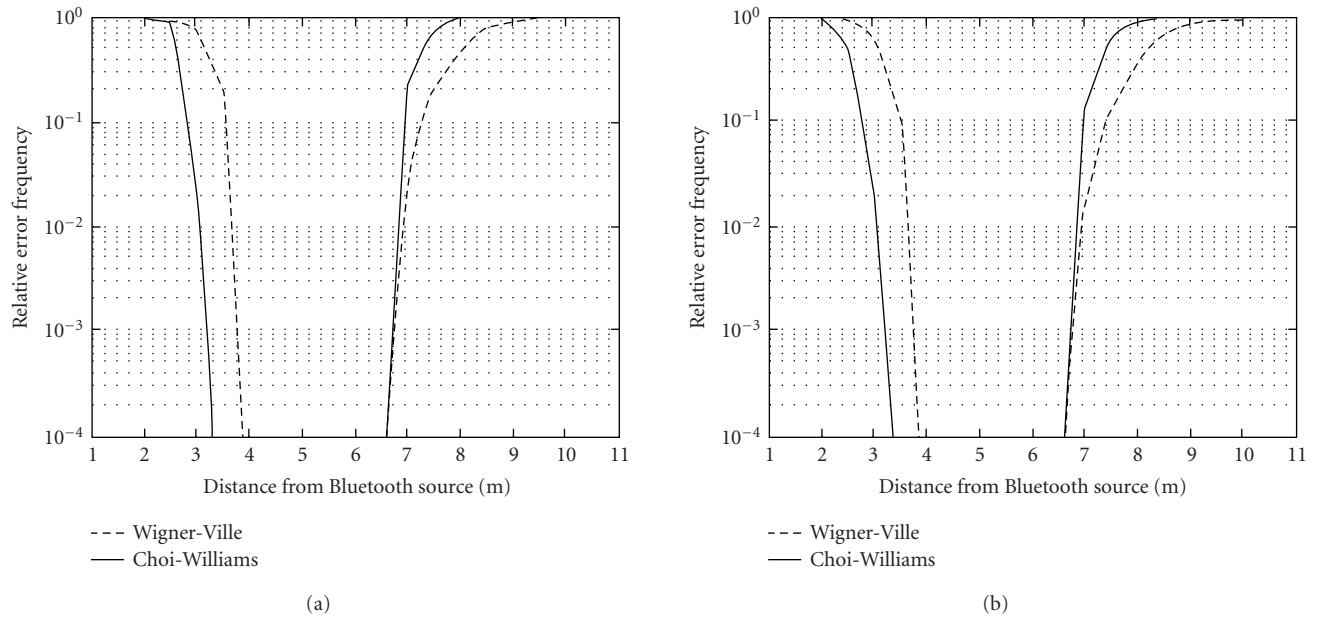 Relative error frequency
10^0
10^−1
10^−2
10^−3
10^−4
1 2 3 4 5 6 7 8 9 10 11
Distance from Bluetooth source (m)
Wigner-Ville
Choi-Williams
(a)
Relative error frequency
10^0
10^−1
10^−2
10^−3
10^−4
1 2 3 4 5 6 7 8 9 10 11
Distance from Bluetooth source (m)
Wigner-Ville
Choi-Williams
(b)